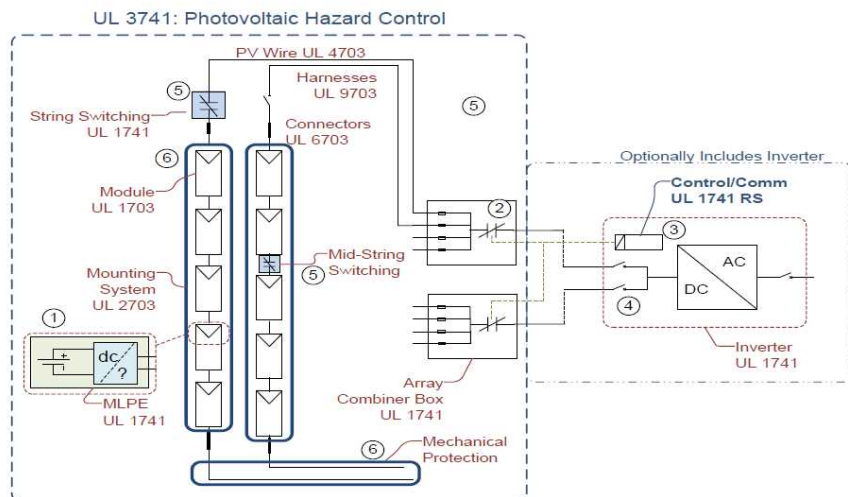 UL 3741: Photovoltaic Hazard Control
PV Wire UL 4703
Harnesses
UL 9703
5
5
String Switching
UL 1741
Connectors
UL 6703
6
Module
UL 1703
Optionally Includes Inverter
Control/Comm
UL 1741 RS
2
3
Mid-String
Switching
5
Mounting
System
UL 2703
AC
DC
4
1
dc
?
MLPE
UL 1741
Inverter
UL 1741
Array
Combiner Box
UL 1741
6
Mechanical
Protection